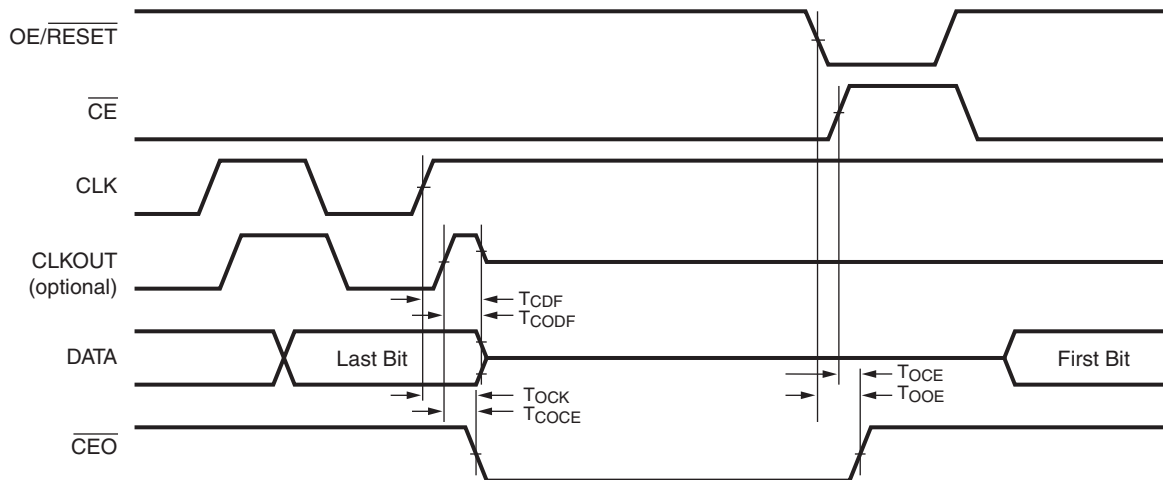 OE/RESET
CE
CLK
CLKOUT
(optional)
TCDF
TCODF
DATA
Last Bit
First Bit
TOCE
TOOE
TOCK
TCOCE
CEO